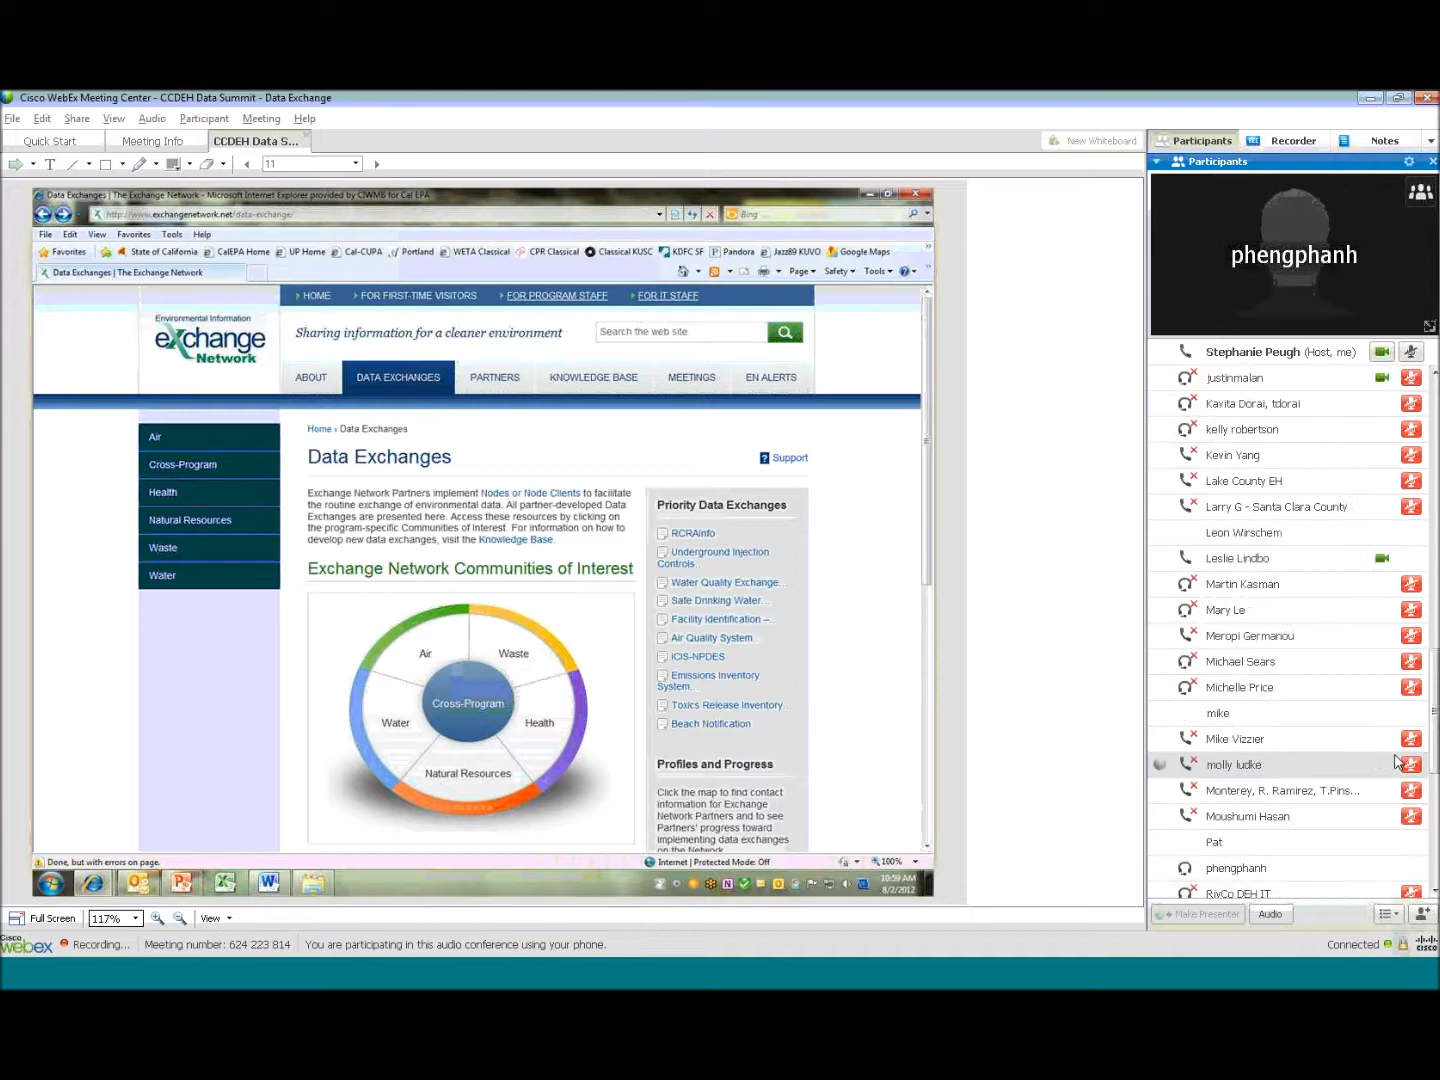 Cisco WebEx Meeting Center - CCDEH Data Summit - Data Exchange
File Edit View Share Audio Participant Meeting Help
Quick Start Meeting Info CCDEH Data S... New Whiteboard
Participants Recorder Notes
T 11
Participants
Data Exchanges | The Exchange Network - Microsoft Internet Explorer provided by CIWMB for Cal EPA
http://www.exchangenetwork.net/data-exchange/ Bing
File Edit View Favorites Tools Help
Favorites State of California CalEPA Home UP Home Cal-CUPA Portland WETA Classical CPR Classical Classical KUSC KDFC SF Pandora Jazz89 KUVO Google Maps
Data Exchanges | The Exchange Network
Page Safety Tools
HOME FOR FIRST-TIME VISITORS FOR PROGRAM STAFF FOR IT STAFF
Environmental Information
eXchange
Network
Sharing information for a cleaner environment
Search the web site
ABOUT DATA EXCHANGES PARTNERS KNOWLEDGE BASE MEETINGS EN ALERTS
Air
Cross-Program
Health
Natural Resources
Waste
Water
Home › Data Exchanges
Data Exchanges
? Support
Exchange Network Partners implement Nodes or Node Clients to facilitate
the routine exchange of environmental data. All partner-developed Data
Exchanges are presented here. Access these resources by clicking on
the program-specific Communities of Interest. For information on how to
develop new data exchanges, visit the Knowledge Base.
Exchange Network Communities of Interest
Air
Waste
Cross-Program
Water
Health
Natural Resources
Priority Data Exchanges
RCRAInfo
Underground Injection
Controls..
Water Quality Exchange..
Safe Drinking Water...
Facility Identification –..
Air Quality System...
ICIS-NPDES
Emissions Inventory
System...
Toxics Release Inventory...
Beach Notification
Profiles and Progress
Click the map to find contact
information for Exchange
Network Partners and to see
Partners' progress toward
implementing data exchanges
on the Network
Done, but with errors on page. Internet | Protected Mode: Off 100%
10:59 AM
8/2/2012
phengphanh
Stephanie Peugh (Host, me)
justinmalan
Kavita Dorai, tdorai
kelly robertson
Kevin Yang
Lake County EH
Larry G - Santa Clara County
Leon Wirschem
Leslie Lindbo
Martin Kasman
Mary Le
Meropi Germanou
Michael Sears
Michelle Price
mike
Mike Vizzier
molly ludke
Monterey, R. Ramirez, T.Pins...
Moushumi Hasan
Pat
phengphanh
RivCo DEH IT
Make Presenter Audio
Full Screen 117% View
Cisco webex Recording... Meeting number: 624 223 814 You are participating in this audio conference using your phone.
Connected
cisco